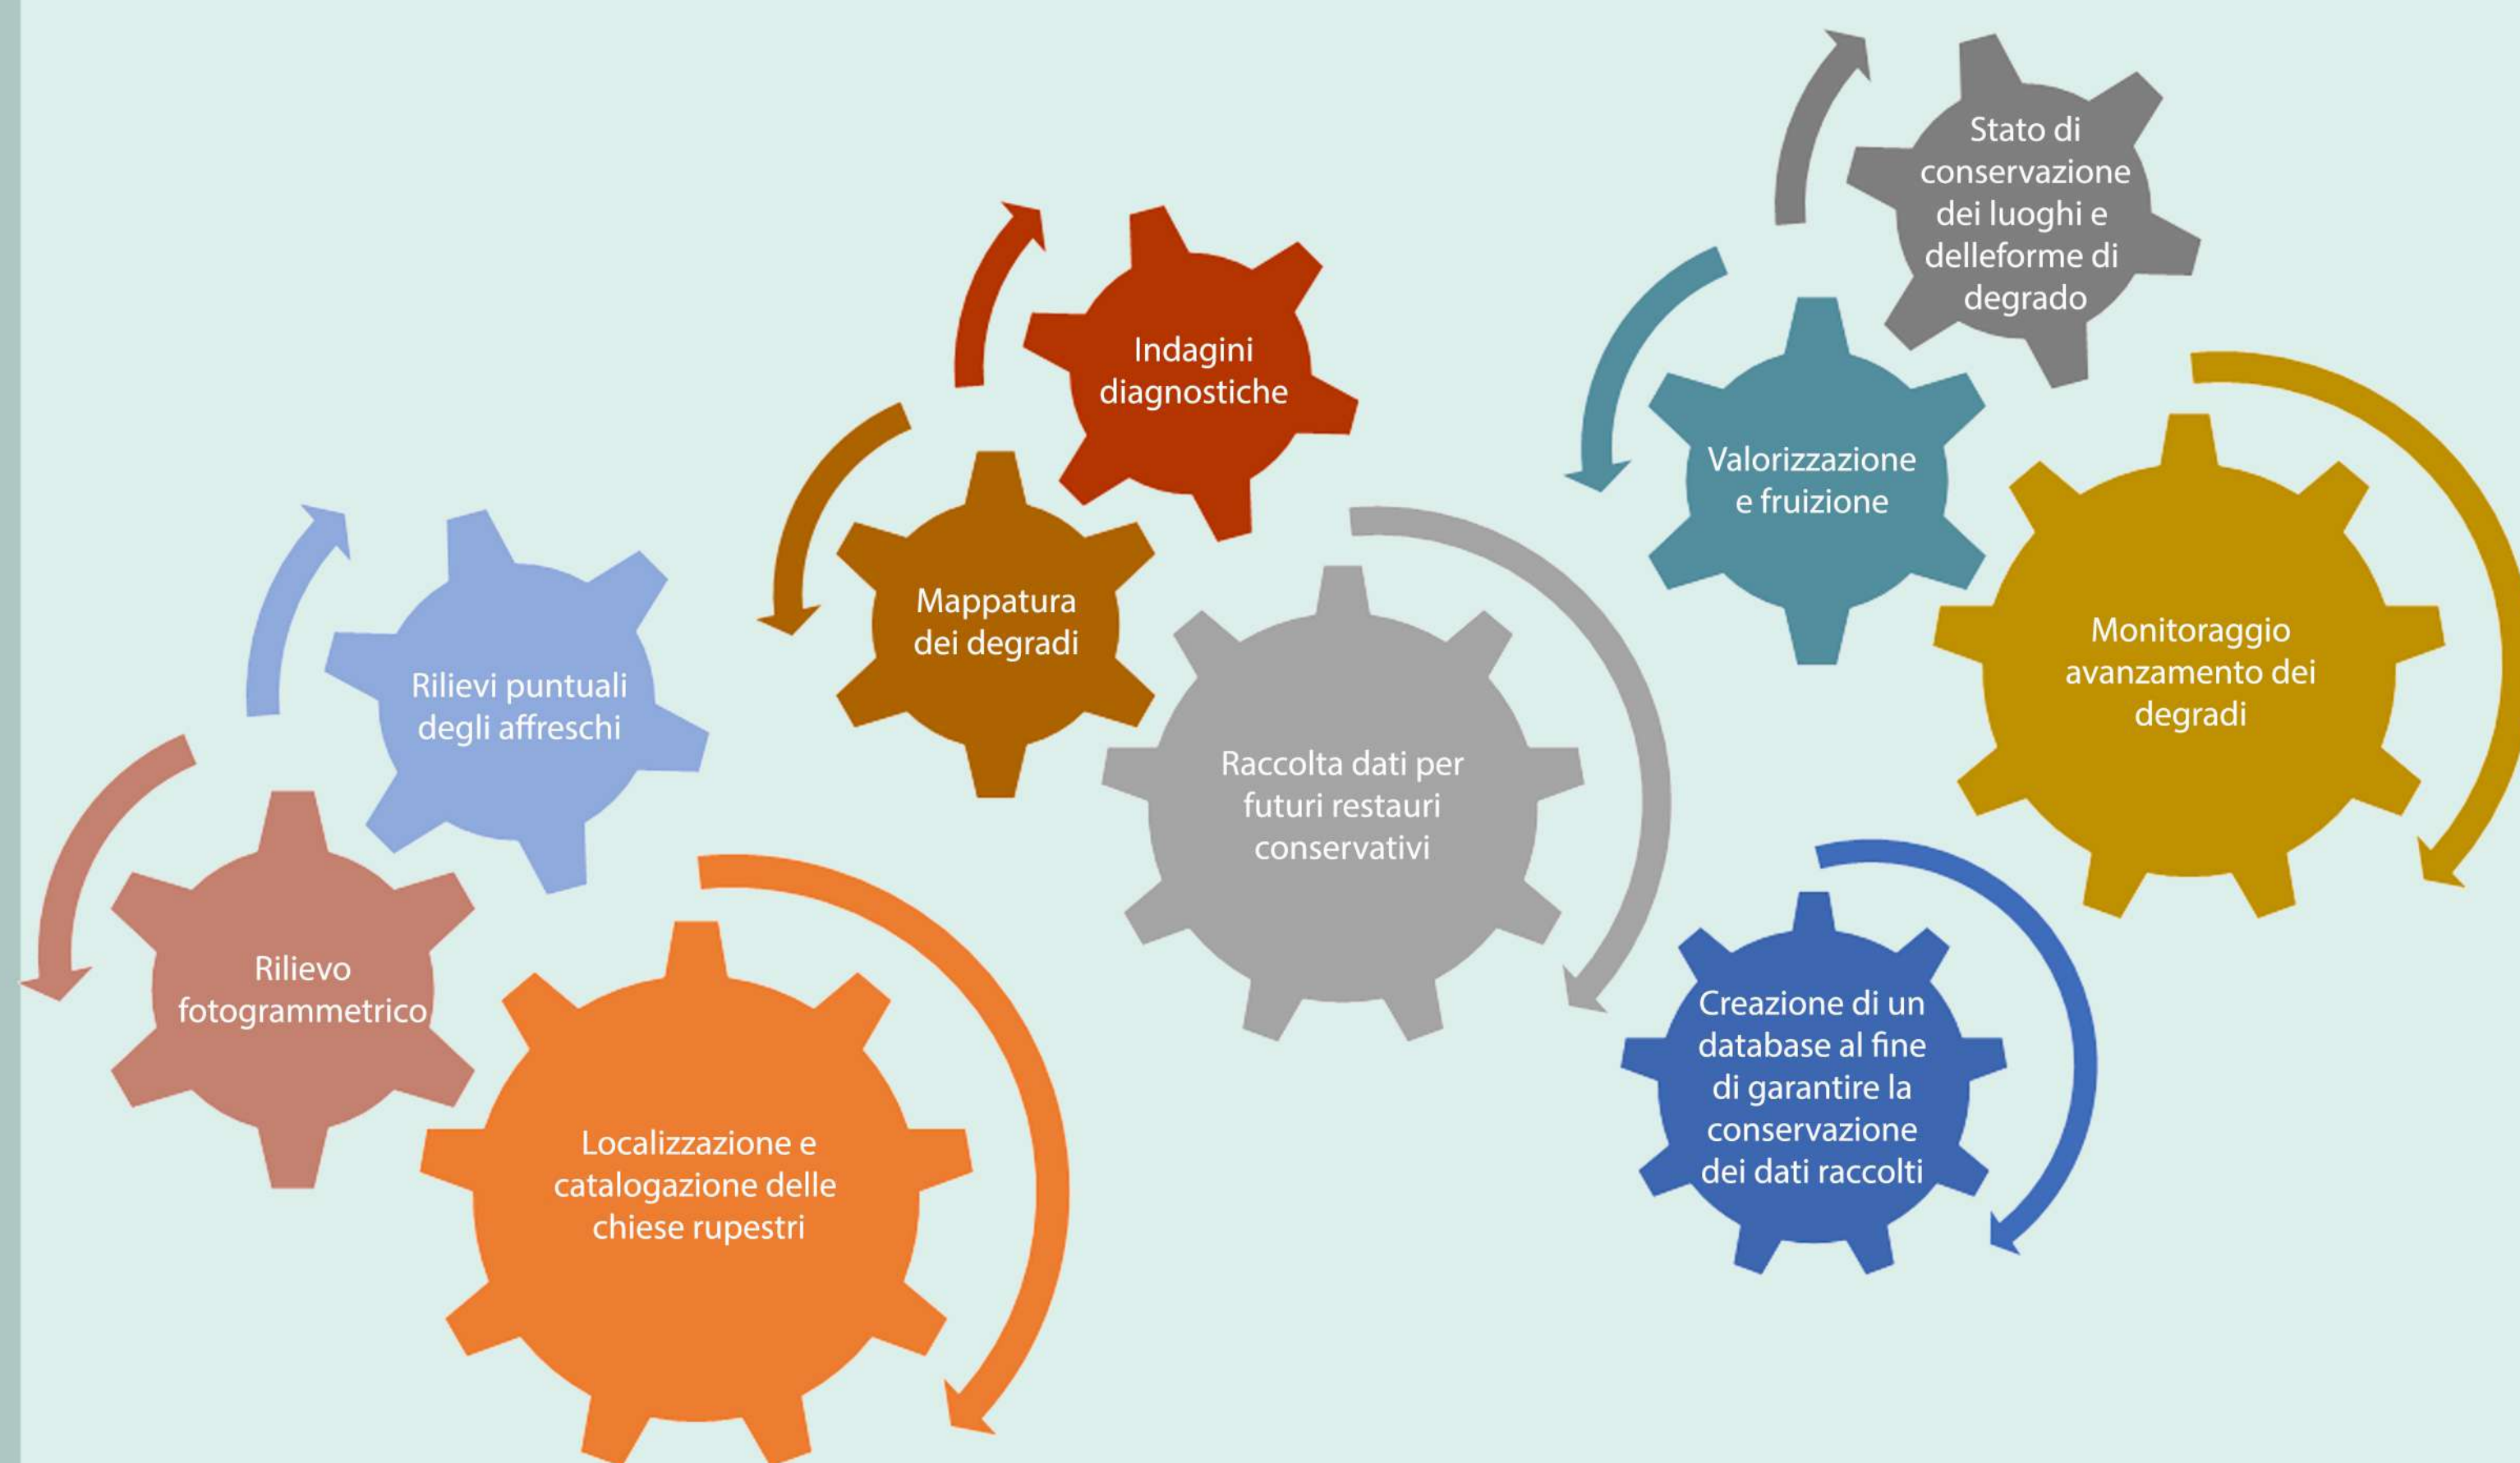 Rilievi puntuali
degli affreschi
Rilievo
fotogrammetrico
Localizzazione e
catalogazione delle
chiese rupestri
Indagini
diagnostiche
Mappatura
dei degradi
Raccolta dati per
futuri restauri
conservativi
Stato di
conservazione
dei luoghi e
delleforme di
degrado
Valorizzazione
e fruizione
Monitoraggio
avanzamento dei
degradi
Creazione di un
database al fine
di garantire la
conservazione
dei dati raccolti